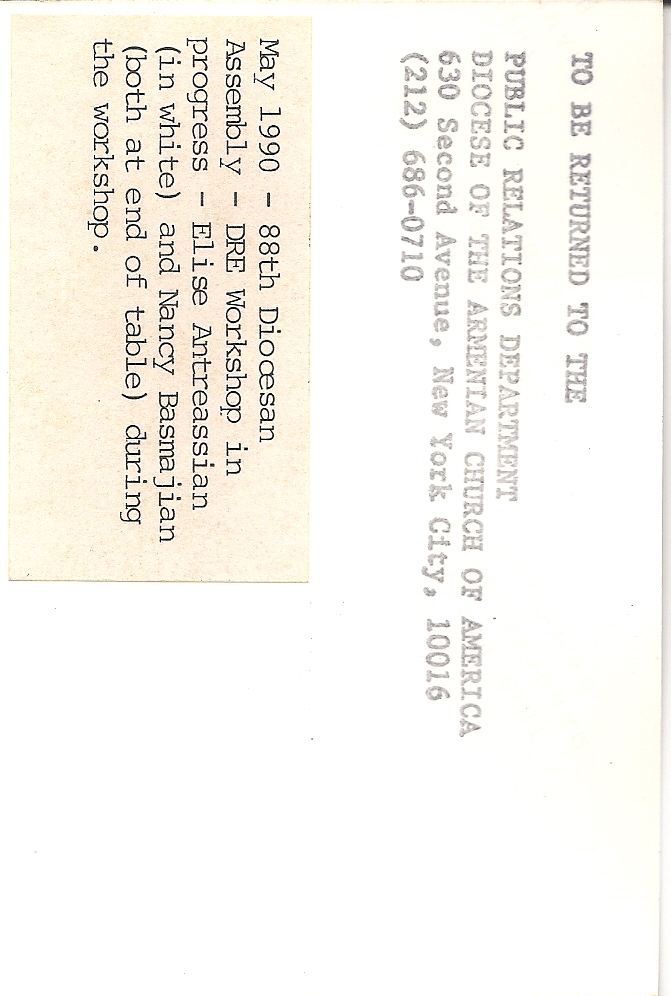 TO BE RETURNED TO THE
PUBLIC RELATIONS DEPARTMENT
DIOCESE OF THE ARMENIAN CHURCH OF AMERICA
630 Second Avenue, New York City, 10016
(212) 686-0710
May 1990 - 88th Diocesan
Assembly - DRE Workshop in
progress - Elise Antreassian
(in white) and Nancy Basmajian
(both at end of table) during
the workshop.